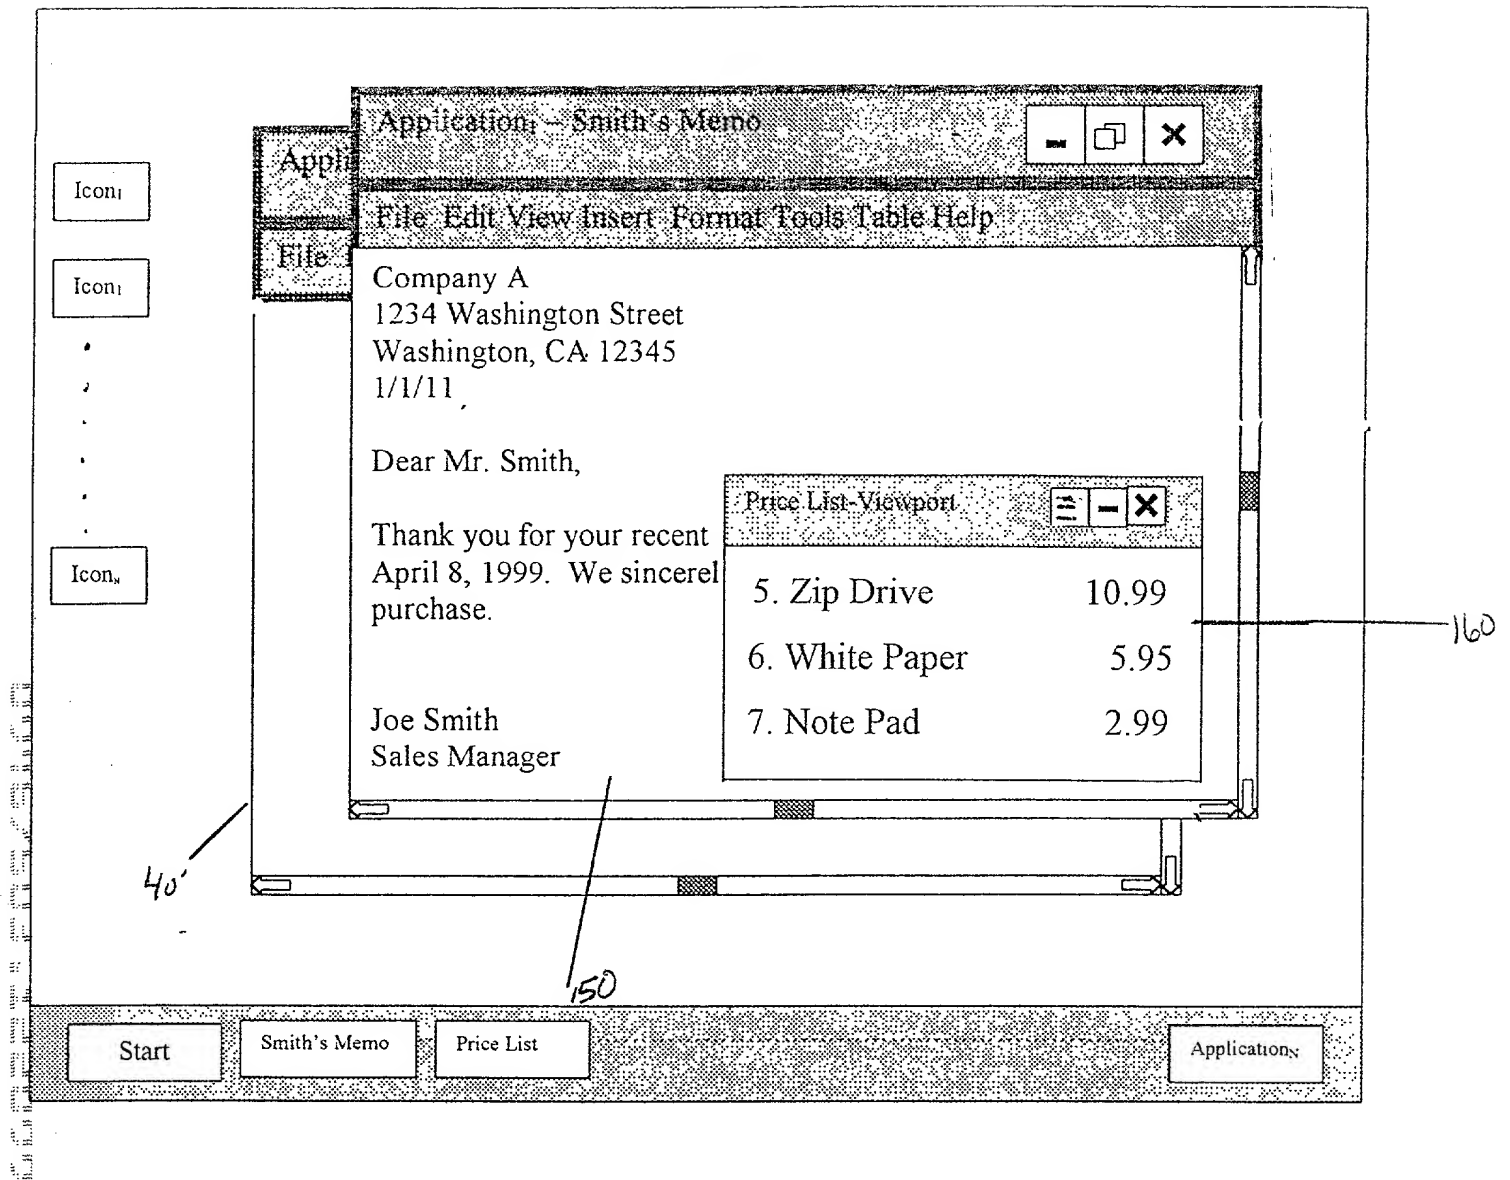 Application₁ – Smith's Memo
Appli
File Edit View Insert Format Tools Table Help
File
Icon₁
Icon₁
Iconₙ
Company A
1234 Washington Street
Washington, CA 12345
1/1/11
Dear Mr. Smith,
Thank you for your recent
April 8, 1999. We sincerel
purchase.
Joe Smith
Sales Manager
Price List-Viewport
5. Zip Drive 10.99
6. White Paper 5.95
7. Note Pad 2.99
160
40'
150
Start
Smith's Memo
Price List
Applicationₙ